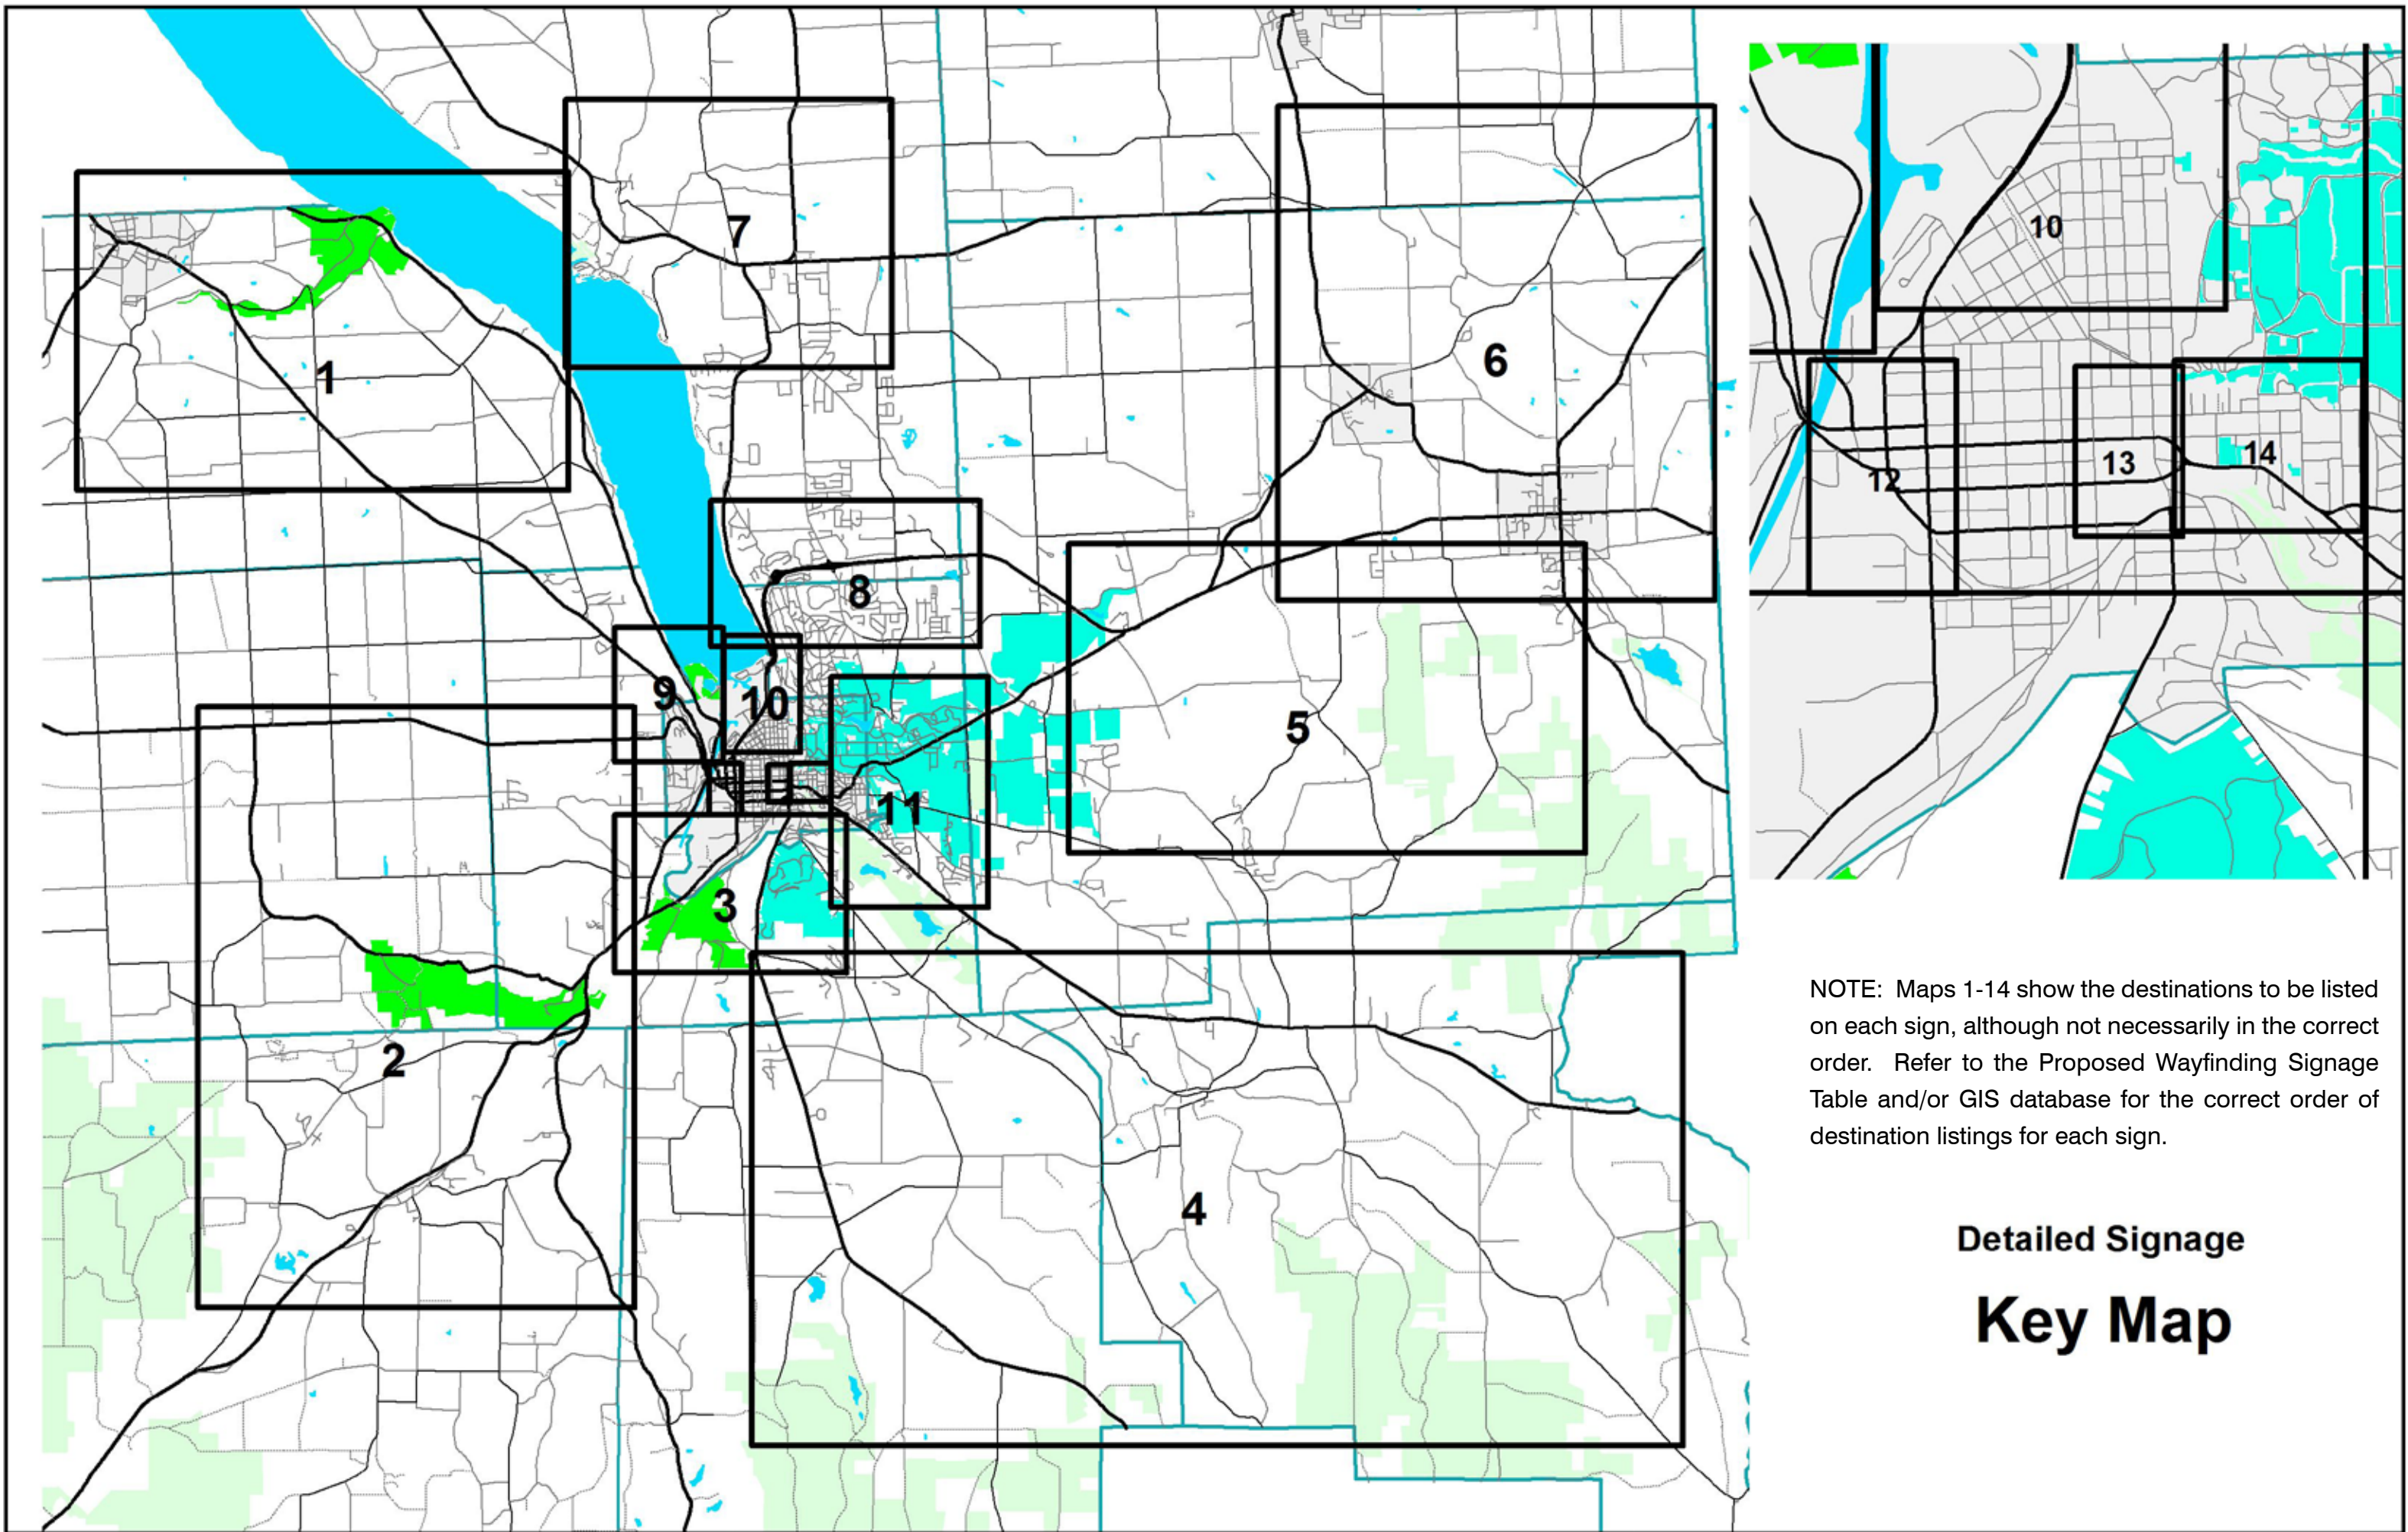 7
1
6
8
9
10
5
11
3
2
4
10
13
14
12
NOTE: Maps 1-14 show the destinations to be listed
on each sign, although not necessarily in the correct
order. Refer to the Proposed Wayfinding Signage
Table and/or GIS database for the correct order of
destination listings for each sign.
Detailed Signage
Key Map